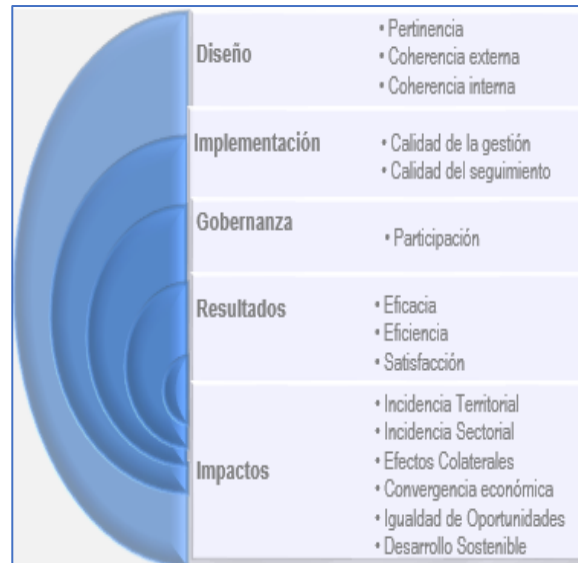 Diseño
• Pertinencia
• Coherencia externa
• Coherencia interna
Implementación
• Calidad de la gestión
• Calidad del seguimiento
Gobernanza
• Participación
Resultados
• Eficacia
• Eficiencia
• Satisfacción
Impactos
• Incidencia Territorial
• Incidencia Sectorial
• Efectos Colaterales
• Convergencia económica
• Igualdad de Oportunidades
• Desarrollo Sostenible